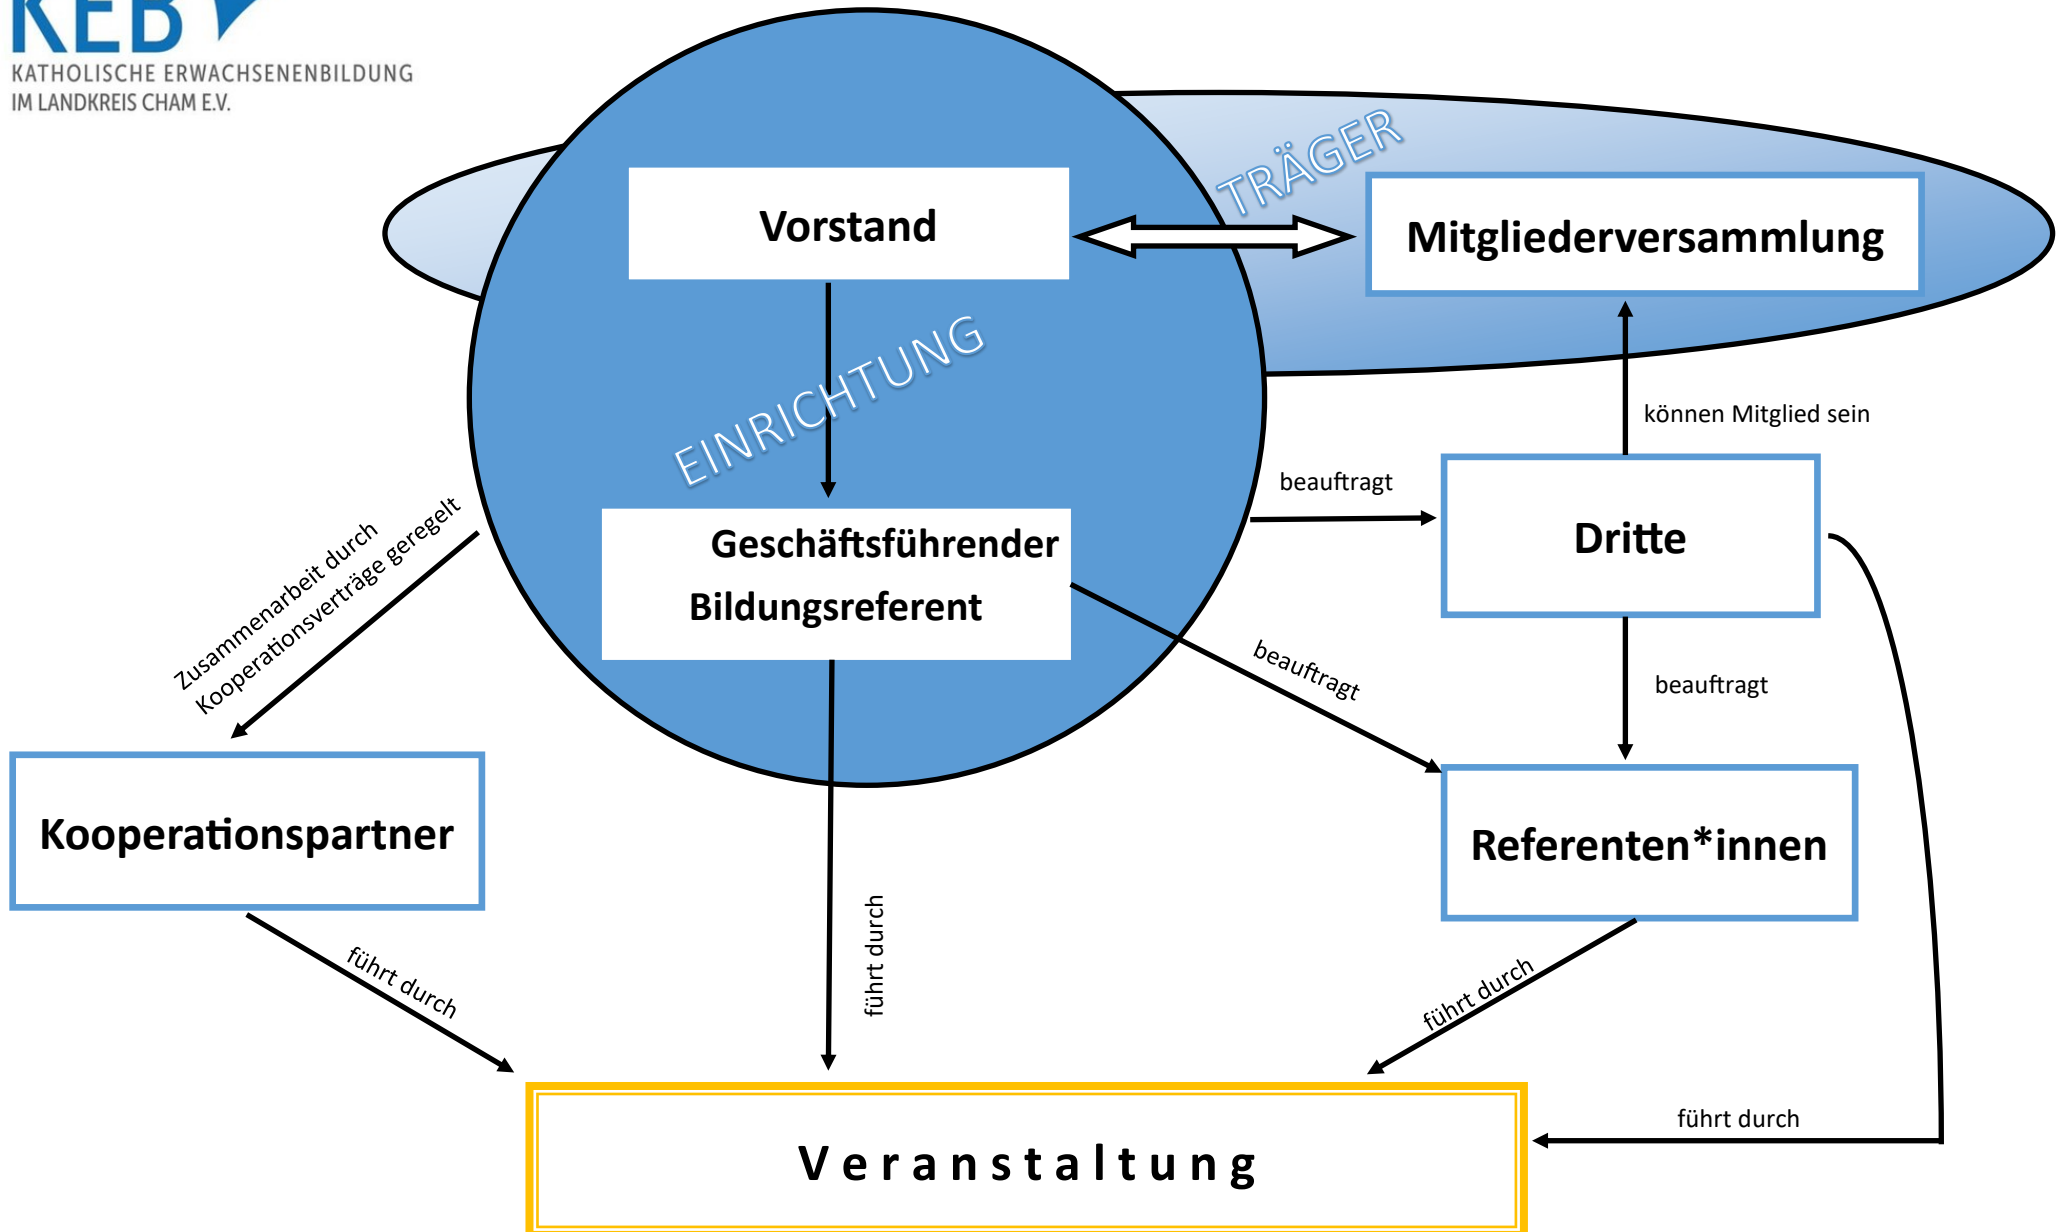 KEB
KATHOLISCHE ERWACHSENENBILDUNG
IM LANDKREIS CHAM E.V.
TRÄGER
Vorstand
Mitgliederversammlung
EINRICHTUNG
können Mitglied sein
beauftragt
Zusammenarbeit durch
Kooperationsverträge geregelt
Geschäftsführender
Bildungsreferent
Dritte
beauftragt
beauftragt
Kooperationspartner
Referenten*innen
führt durch
führt durch
führt durch
führt durch
Veranstaltung